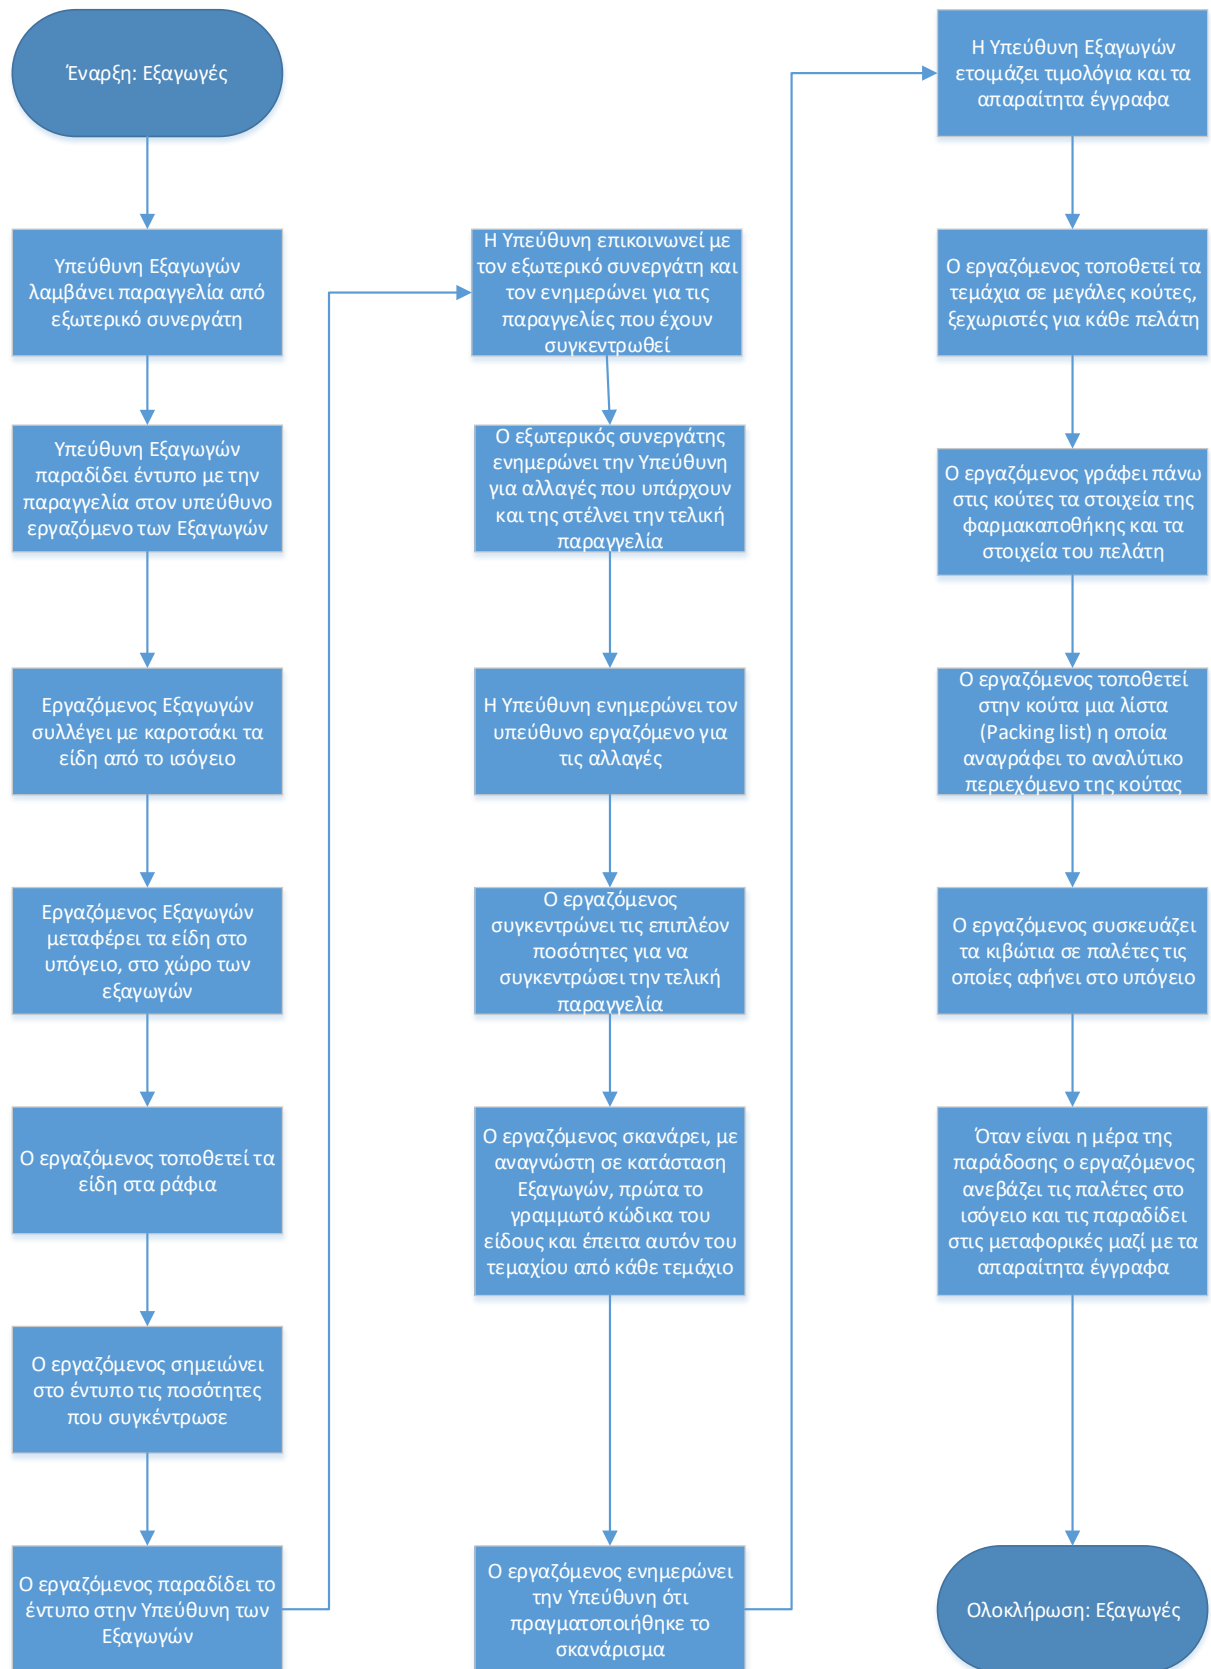 Έναρξη: Εξαγωγές
Υπεύθυνη Εξαγωγών
λαμβάνει παραγγελία από
εξωτερικό συνεργάτη
Υπεύθυνη Εξαγωγών
παραδίδει έντυπο με την
παραγγελία στον υπεύθυνο
εργαζόμενο των Εξαγωγών
Εργαζόμενος Εξαγωγών
συλλέγει με καροτσάκι τα
είδη από το ισόγειο
Εργαζόμενος Εξαγωγών
μεταφέρει τα είδη στο
υπόγειο, στο χώρο των
εξαγωγών
Ο εργαζόμενος τοποθετεί τα
είδη στα ράφια
Ο εργαζόμενος σημειώνει
στο έντυπο τις ποσότητες
που συγκέντρωσε
Ο εργαζόμενος παραδίδει το
έντυπο στην Υπεύθυνη των
Εξαγωγών
Η Υπεύθυνη επικοινωνεί με
τον εξωτερικό συνεργάτη και
τον ενημερώνει για τις
παραγγελίες που έχουν
συγκεντρωθεί
Ο εξωτερικός συνεργάτης
ενημερώνει την Υπεύθυνη
για αλλαγές που υπάρχουν
και της στέλνει την τελική
παραγγελία
Η Υπεύθυνη ενημερώνει τον
υπεύθυνο εργαζόμενο για
τις αλλαγές
Ο εργαζόμενος
συγκεντρώνει τις επιπλέον
ποσότητες για να
συγκεντρώσει την τελική
παραγγελία
Ο εργαζόμενος σκανάρει, με
αναγνώστη σε κατάσταση
Εξαγωγών, πρώτα το
γραμμωτό κώδικα του
είδους και έπειτα αυτόν του
τεμαχίου από κάθε τεμάχιο
Ο εργαζόμενος ενημερώνει
την Υπεύθυνη ότι
πραγματοποιήθηκε το
σκανάρισμα
Η Υπεύθυνη Εξαγωγών
ετοιμάζει τιμολόγια και τα
απαραίτητα έγγραφα
Ο εργαζόμενος τοποθετεί τα
τεμάχια σε μεγάλες κούτες,
ξεχωριστές για κάθε πελάτη
Ο εργαζόμενος γράφει πάνω
στις κούτες τα στοιχεία της
φαρμακαποθήκης και τα
στοιχεία του πελάτη
Ο εργαζόμενος τοποθετεί
στην κούτα μια λίστα
(Packing list) η οποία
αναγράφει το αναλύτικο
περιεχόμενο της κούτας
Ο εργαζόμενος συσκευάζει
τα κιβώτια σε παλέτες τις
οποίες αφήνει στο υπόγειο
Όταν είναι η μέρα της
παράδοσης ο εργαζόμενος
ανεβάζει τις παλέτες στο
ισόγειο και τις παραδίδει
στις μεταφορικές μαζί με τα
απαραίτητα έγγραφα
Ολοκλήρωση: Εξαγωγές